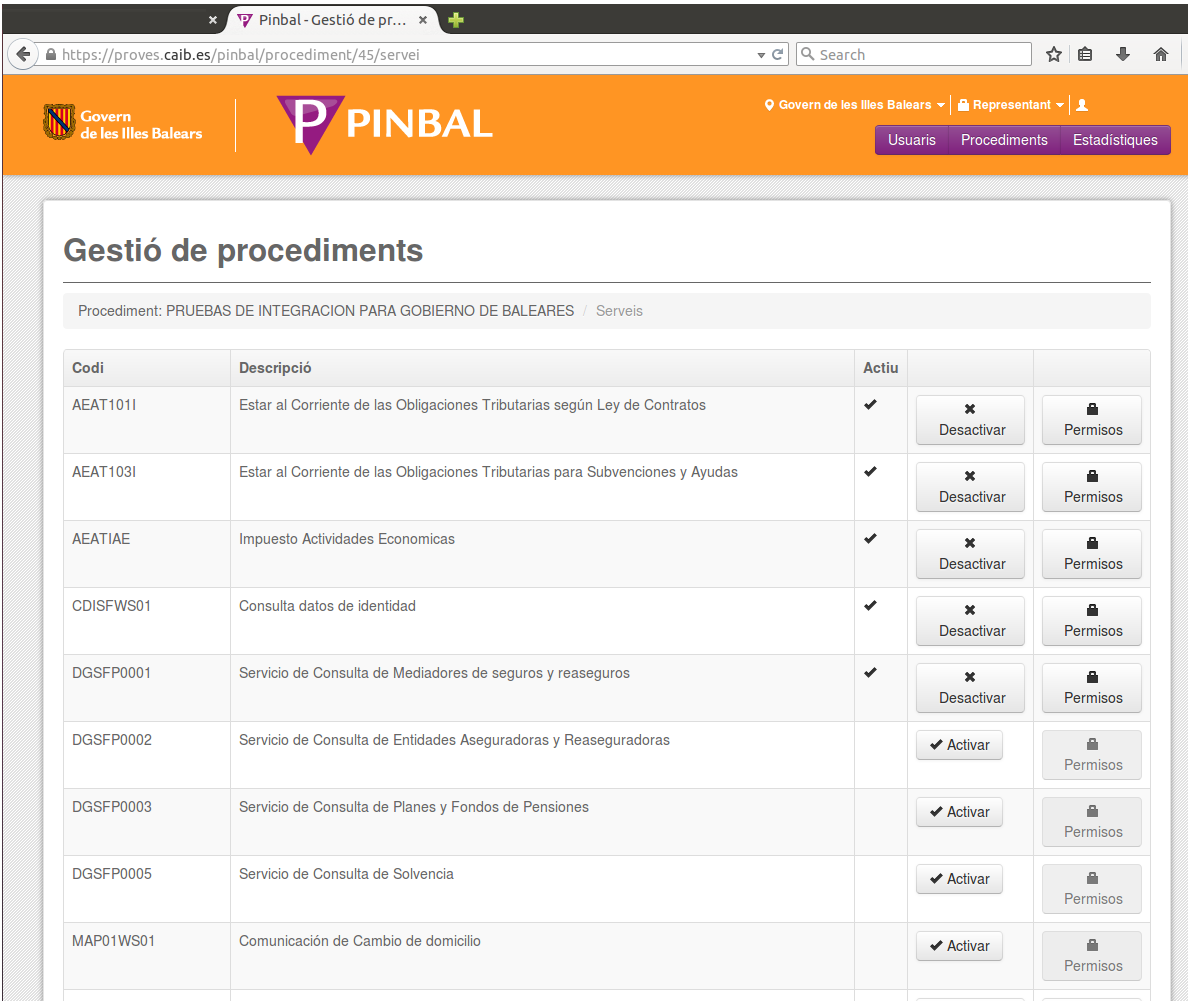 Pinbal - Gestió de pr...
https://proves.caib.es/pinbal/procediment/45/servei
Search
Govern
de les Illes Balears
PINBAL
Govern de les Illes Balears
Representant
Usuaris Procediments Estadístiques
Gestió de procediments
Procediment: PRUEBAS DE INTEGRACION PARA GOBIERNO DE BALEARES / Serveis
Codi Descripció Actiu
AEAT101I Estar al Corriente de las Obligaciones Tributarias según Ley de Contratos
Desactivar Permisos
AEAT103I Estar al Corriente de las Obligaciones Tributarias para Subvenciones y Ayudas
Desactivar Permisos
AEATIAE Impuesto Actividades Economicas
Desactivar Permisos
CDISFWS01 Consulta datos de identidad
Desactivar Permisos
DGSFP0001 Servicio de Consulta de Mediadores de seguros y reaseguros
Desactivar Permisos
DGSFP0002 Servicio de Consulta de Entidades Aseguradoras y Reaseguradoras Activar
Permisos
DGSFP0003 Servicio de Consulta de Planes y Fondos de Pensiones Activar
Permisos
DGSFP0005 Servicio de Consulta de Solvencia Activar
Permisos
MAP01WS01 Comunicación de Cambio de domicilio Activar
Permisos